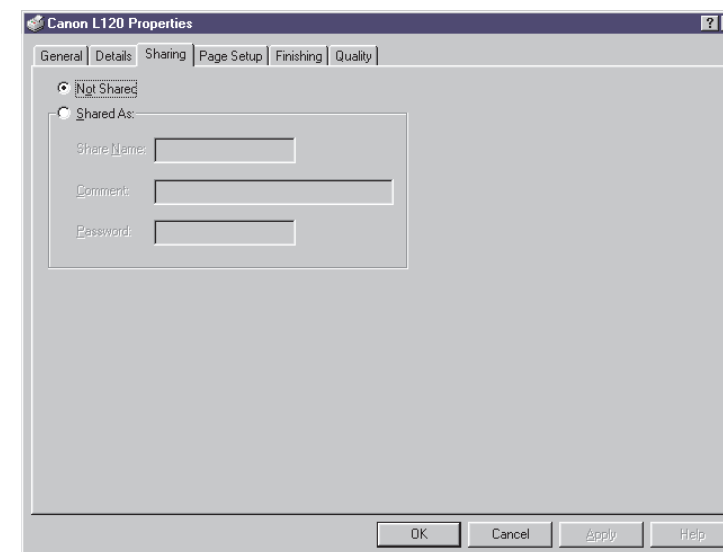 Canon L120 Properties
?
General Details Sharing Page Setup Finishing Quality
Not Shared
Shared As:
Share Name:
Comment:
Password:
OK Cancel Apply Help